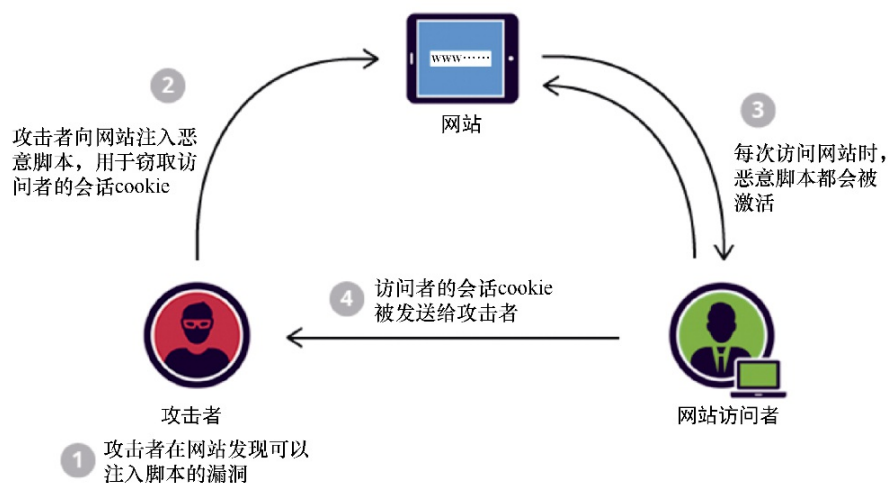 www……
网站
2
攻击者向网站注入恶
意脚本，用于窃取访
问者的会话cookie
3
每次访问网站时，
恶意脚本都会被
激活
4
访问者的会话cookie
被发送给攻击者
攻击者
网站访问者
1
攻击者在网站发现可以
注入脚本的漏洞